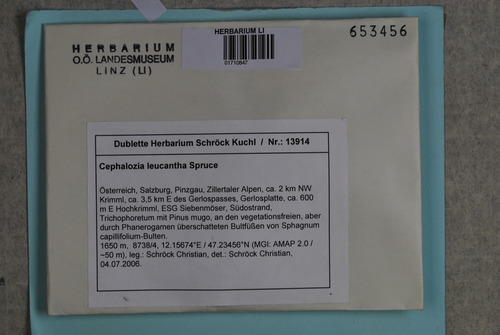 HERBARIUM
O.Ö. LANDESMUSEUM
LINZ (LI)
HERBARIUM LI
01710847
653456
Dublette Herbarium Schröck Kuchl / Nr.: 13914
Cephalozia leucantha Spruce
Österreich, Salzburg, Pinzgau, Zillertaler Alpen, ca. 2 km NW
Krimml, ca. 3,5 km E des Gerlospasses, Gerlosplatte, ca. 600
m E Hochkrimml, ESG Siebenmöser, Südostrand,
Trichophoretum mit Pinus mugo, an den vegetationsfreien, aber
durch Phanerogamen überschatteten Bultfüßen von Sphagnum
capillifolium-Bulten.
1650 m, 8738/4, 12.15674°E / 47.23456°N (MGI: AMAP 2.0 /
~50 m), leg.: Schröck Christian, det.: Schröck Christian,
04.07.2006.